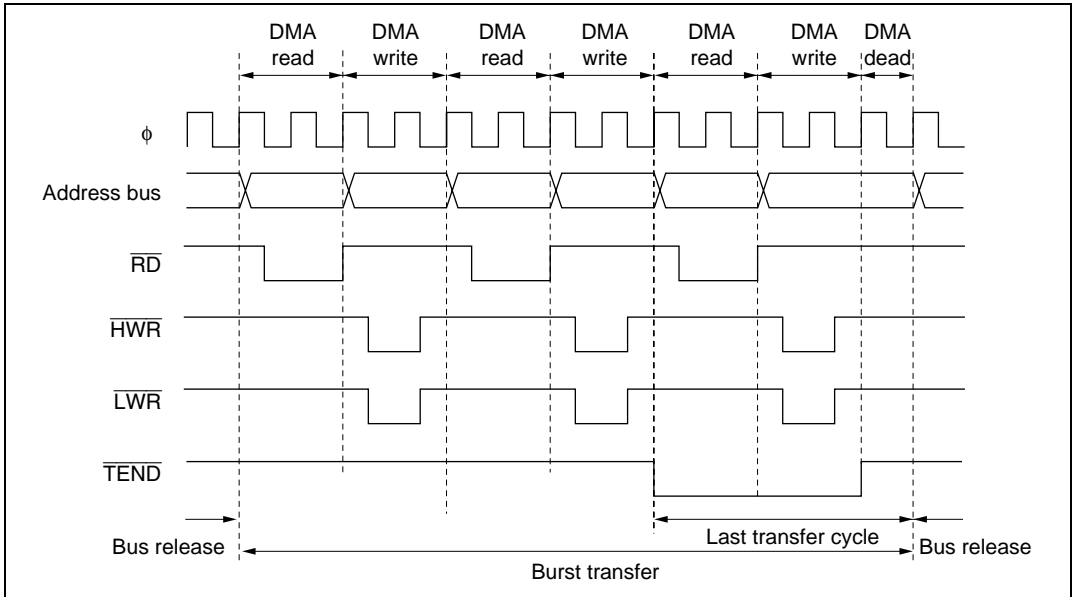 DMA read
DMA write
DMA read
DMA write
DMA read
DMA write
DMA dead
ϕ
Address bus
RD
HWR
LWR
TEND
Last transfer cycle
Bus release
Bus release
Burst transfer